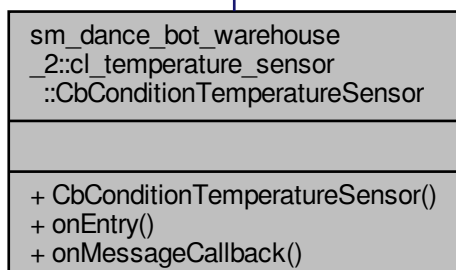 sm_dance_bot_warehouse
_2::cl_temperature_sensor
::CbConditionTemperatureSensor
+ CbConditionTemperatureSensor()
+ onEntry()
+ onMessageCallback()